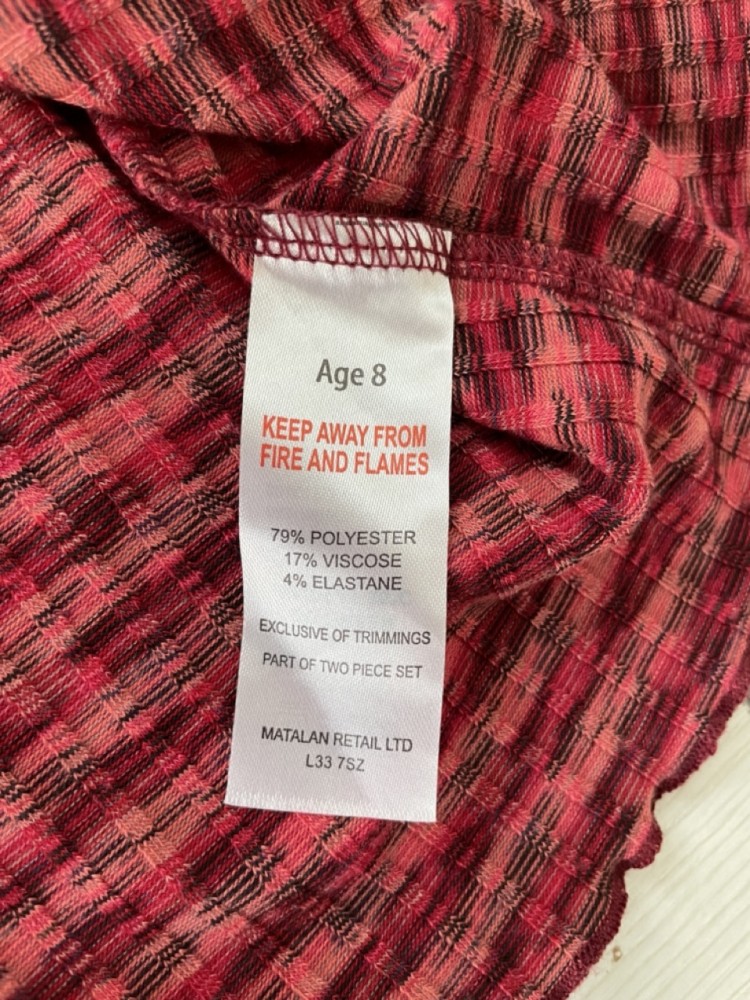 Age 8
KEEP AWAY FROM
FIRE AND FLAMES
79% POLYESTER
17% VISCOSE
4% ELASTANE
EXCLUSIVE OF TRIMMINGS
PART OF TWO PIECE SET
MATALAN RETAIL LTD
L33 7SZ